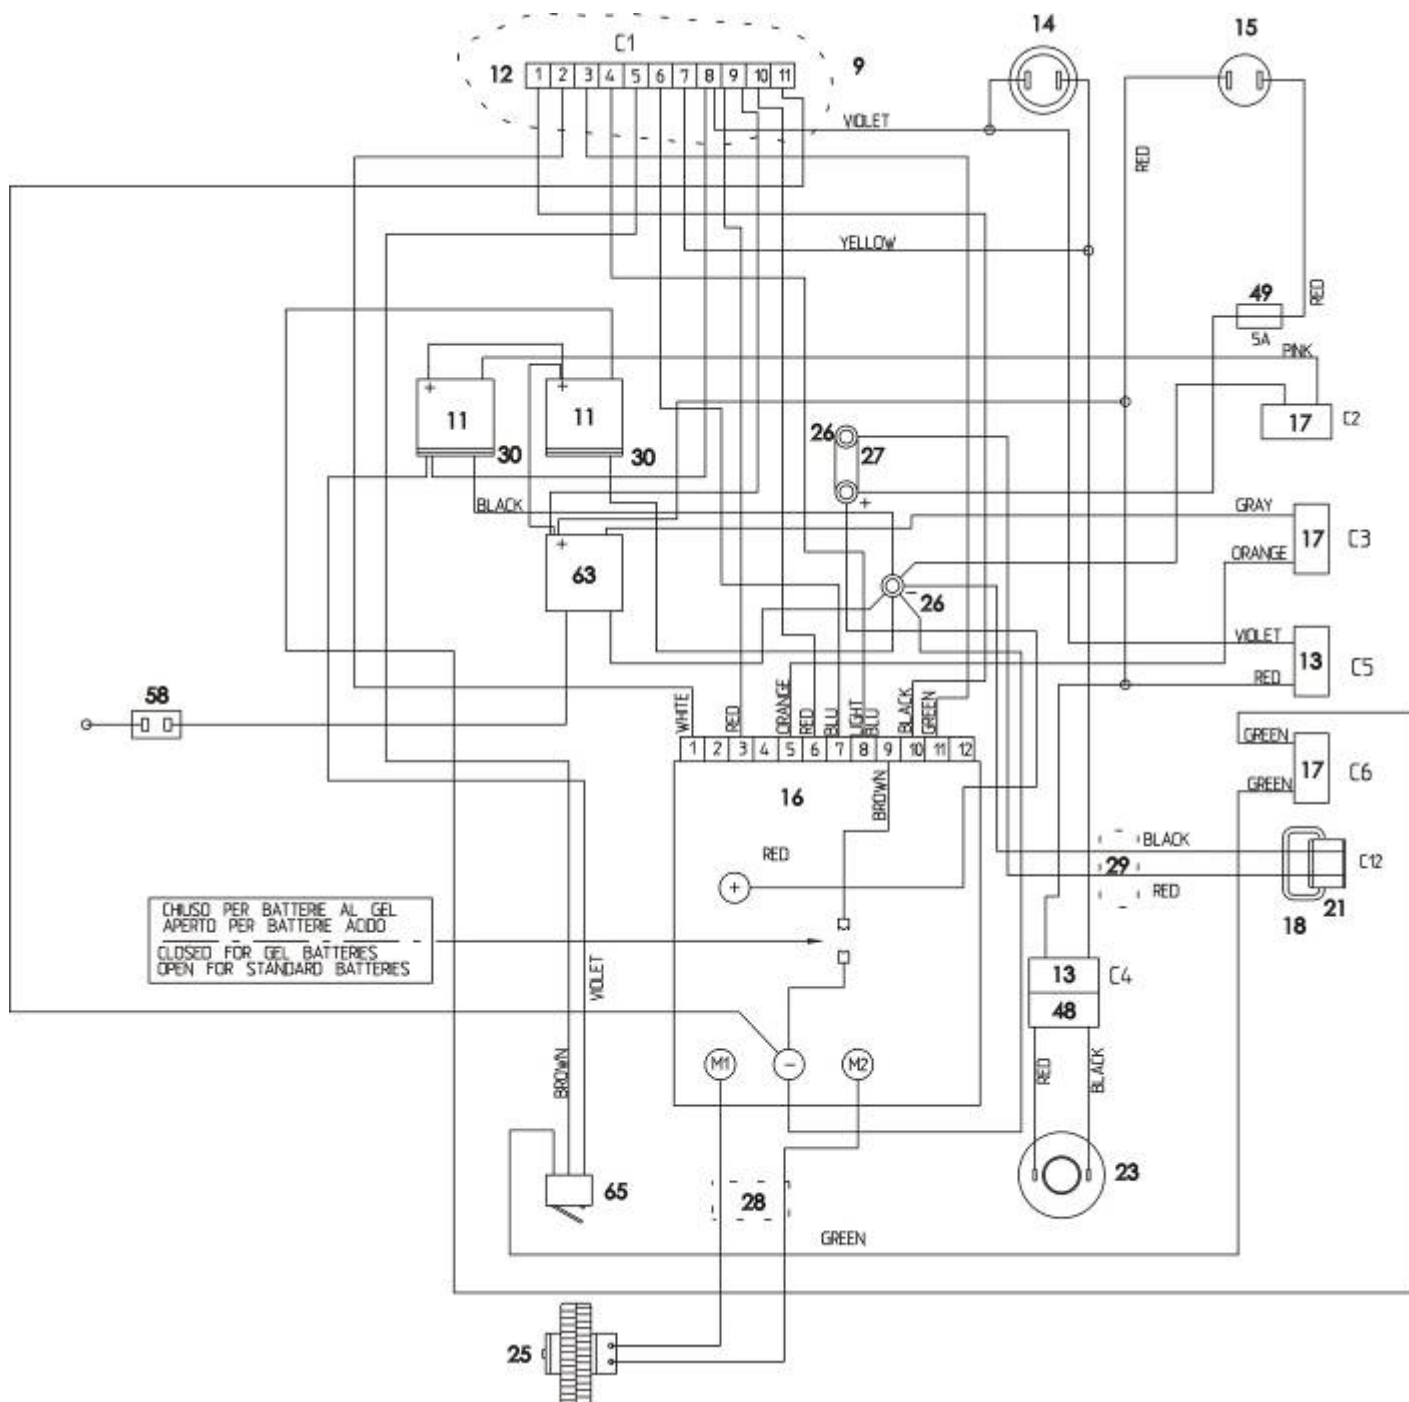 14
15
C1
12
1 2 3 4 5 6 7 8 9 10 11
9
VIOLET
RED
YELLOW
49
RED
5A
PINK
+
11
30
+
11
30
26
27
+
17
C2
BLACK
GRAY
17
C3
ORANGE
+
63
−
26
VIOLET
13
C5
RED
58
WHITE
RED
ORANGE
RED
BLU
LIGHT
BLU
BLACK
GREEN
1 2 3 4 5 6 7 8 9 10 11 12
GREEN
17
C6
GREEN
16
BROWN
RED
+
BLACK
29
RED
C12
18
21
CHIUSO PER BATTERIE AL GEL
APERTO PER BATTERIE ACIDO
CLOSED FOR GEL BATTERIES
OPEN FOR STANDARD BATTERIES
VIOLET
13
C4
48
BROWN
M1
−
M2
RED
BLACK
23
65
28
GREEN
25